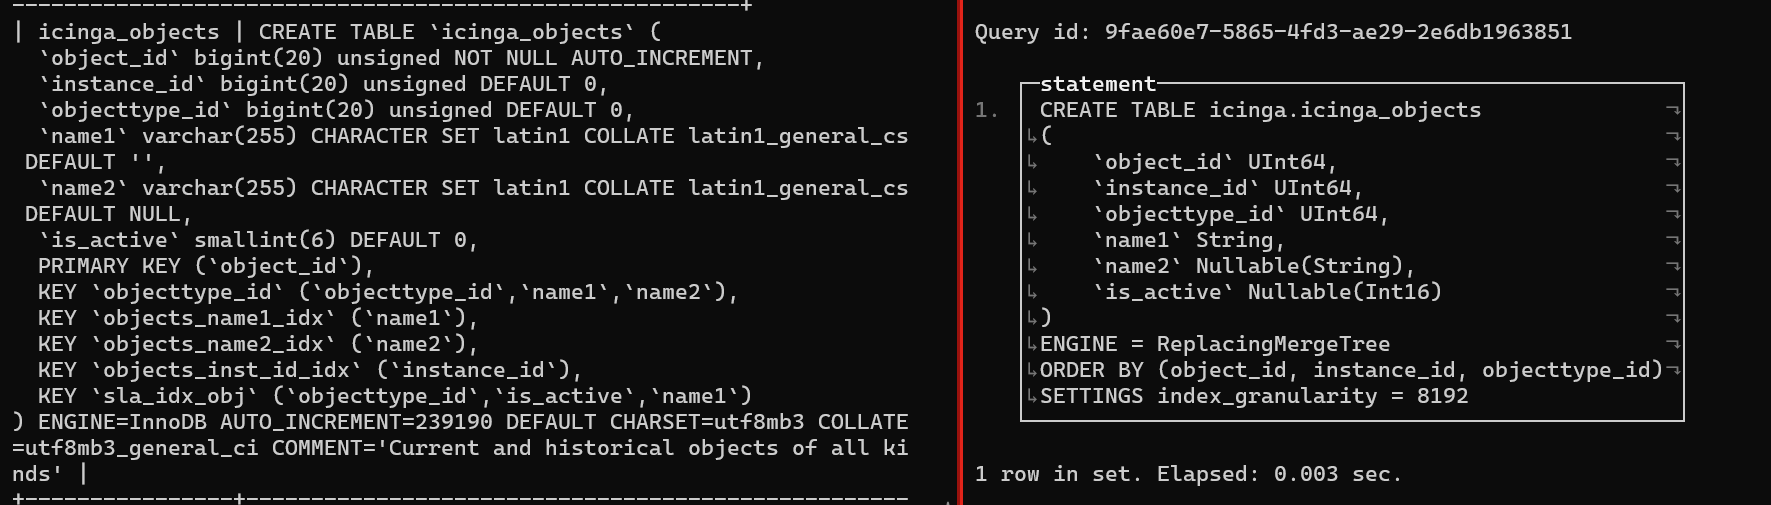 ----------------------------------------------------------+
| icinga_objects | CREATE TABLE `icinga_objects` (
  `object_id` bigint(20) unsigned NOT NULL AUTO_INCREMENT,
  `instance_id` bigint(20) unsigned DEFAULT 0,
  `objecttype_id` bigint(20) unsigned DEFAULT 0,
  `name1` varchar(255) CHARACTER SET latin1 COLLATE latin1_general_cs
 DEFAULT '',
  `name2` varchar(255) CHARACTER SET latin1 COLLATE latin1_general_cs
 DEFAULT NULL,
  `is_active` smallint(6) DEFAULT 0,
  PRIMARY KEY (`object_id`),
  KEY `objecttype_id` (`objecttype_id`,`name1`,`name2`),
  KEY `objects_name1_idx` (`name1`),
  KEY `objects_name2_idx` (`name2`),
  KEY `objects_inst_id_idx` (`instance_id`),
  KEY `sla_idx_obj` (`objecttype_id`,`is_active`,`name1`)
) ENGINE=InnoDB AUTO_INCREMENT=239190 DEFAULT CHARSET=utf8mb3 COLLATE
=utf8mb3_general_ci COMMENT='Current and historical objects of all ki
nds' |
+----------------+----------------------------------------------------
Query id: 9fae60e7-5865-4fd3-ae29-2e6db1963851
statement
1. CREATE TABLE icinga.icinga_objects ↴
↳( ↴
↳    `object_id` UInt64, ↴
↳    `instance_id` UInt64, ↴
↳    `objecttype_id` UInt64, ↴
↳    `name1` String, ↴
↳    `name2` Nullable(String), ↴
↳    `is_active` Nullable(Int16) ↴
↳) ↴
↳ENGINE = ReplacingMergeTree ↴
↳ORDER BY (object_id, instance_id, objecttype_id)↴
↳SETTINGS index_granularity = 8192
1 row in set. Elapsed: 0.003 sec.